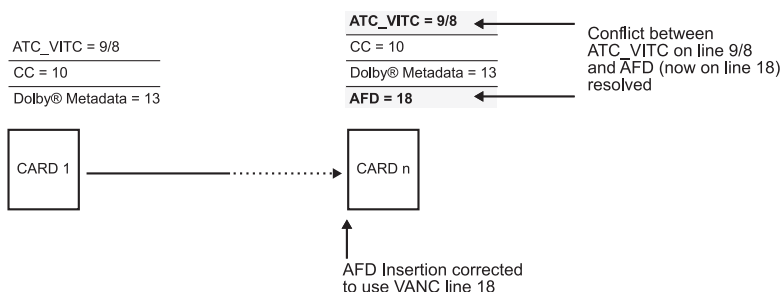 ATC_VITC = 9/8
CC = 10
Dolby® Metadata = 13
CARD 1
ATC_VITC = 9/8
CC = 10
Dolby® Metadata = 13
AFD = 18
CARD n
Conflict between
ATC_VITC on line 9/8
and AFD (now on line 18)
resolved
AFD Insertion corrected
to use VANC line 18